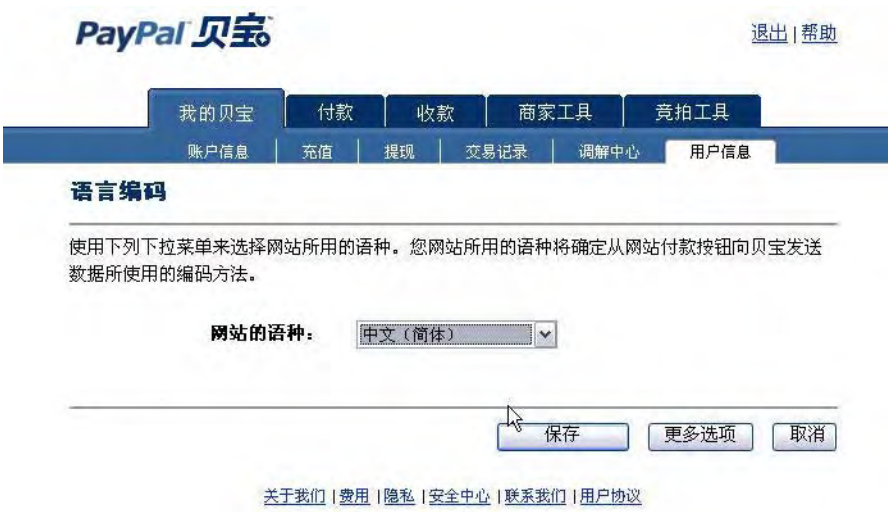 PayPal 贝宝
退出 | 帮助
我的贝宝 付款 收款 商家工具 竞拍工具
账户信息 充值 提现 交易记录 调解中心 用户信息
语言编码
使用下列下拉菜单来选择网站所用的语种。您网站所用的语种将确定从网站付款按钮向贝宝发送
数据所使用的编码方法。
网站的语种： 中文（简体）
保存 更多选项 取消
关于我们 | 费用 | 隐私 | 安全中心 | 联系我们 | 用户协议